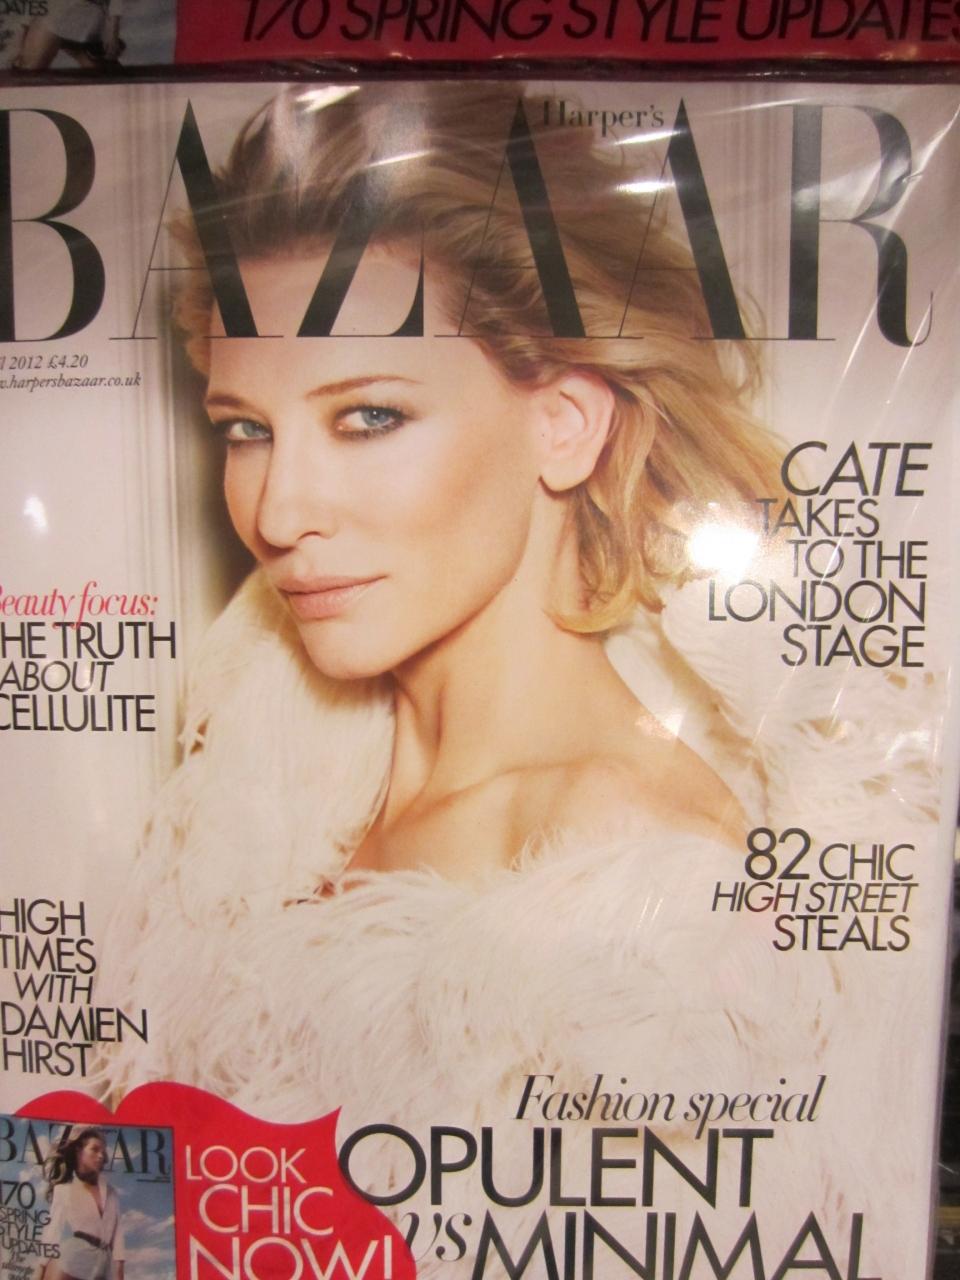 170 SPRING STYLE UPDATES
Harper's
BAZAAR
2012 £4.20
.harpersbazaar.co.uk
CATE
TAKES
TO THE
LONDON
STAGE
Beauty focus:
THE TRUTH
ABOUT
CELLULITE
82 CHIC
HIGH STREET
STEALS
HIGH
TIMES
WITH
DAMIEN
HIRST
Fashion special
OPULENT
vs MINIMAL
LOOK
CHIC
NOW!
BAZAAR
170
SPRING
STYLE
UPDATES